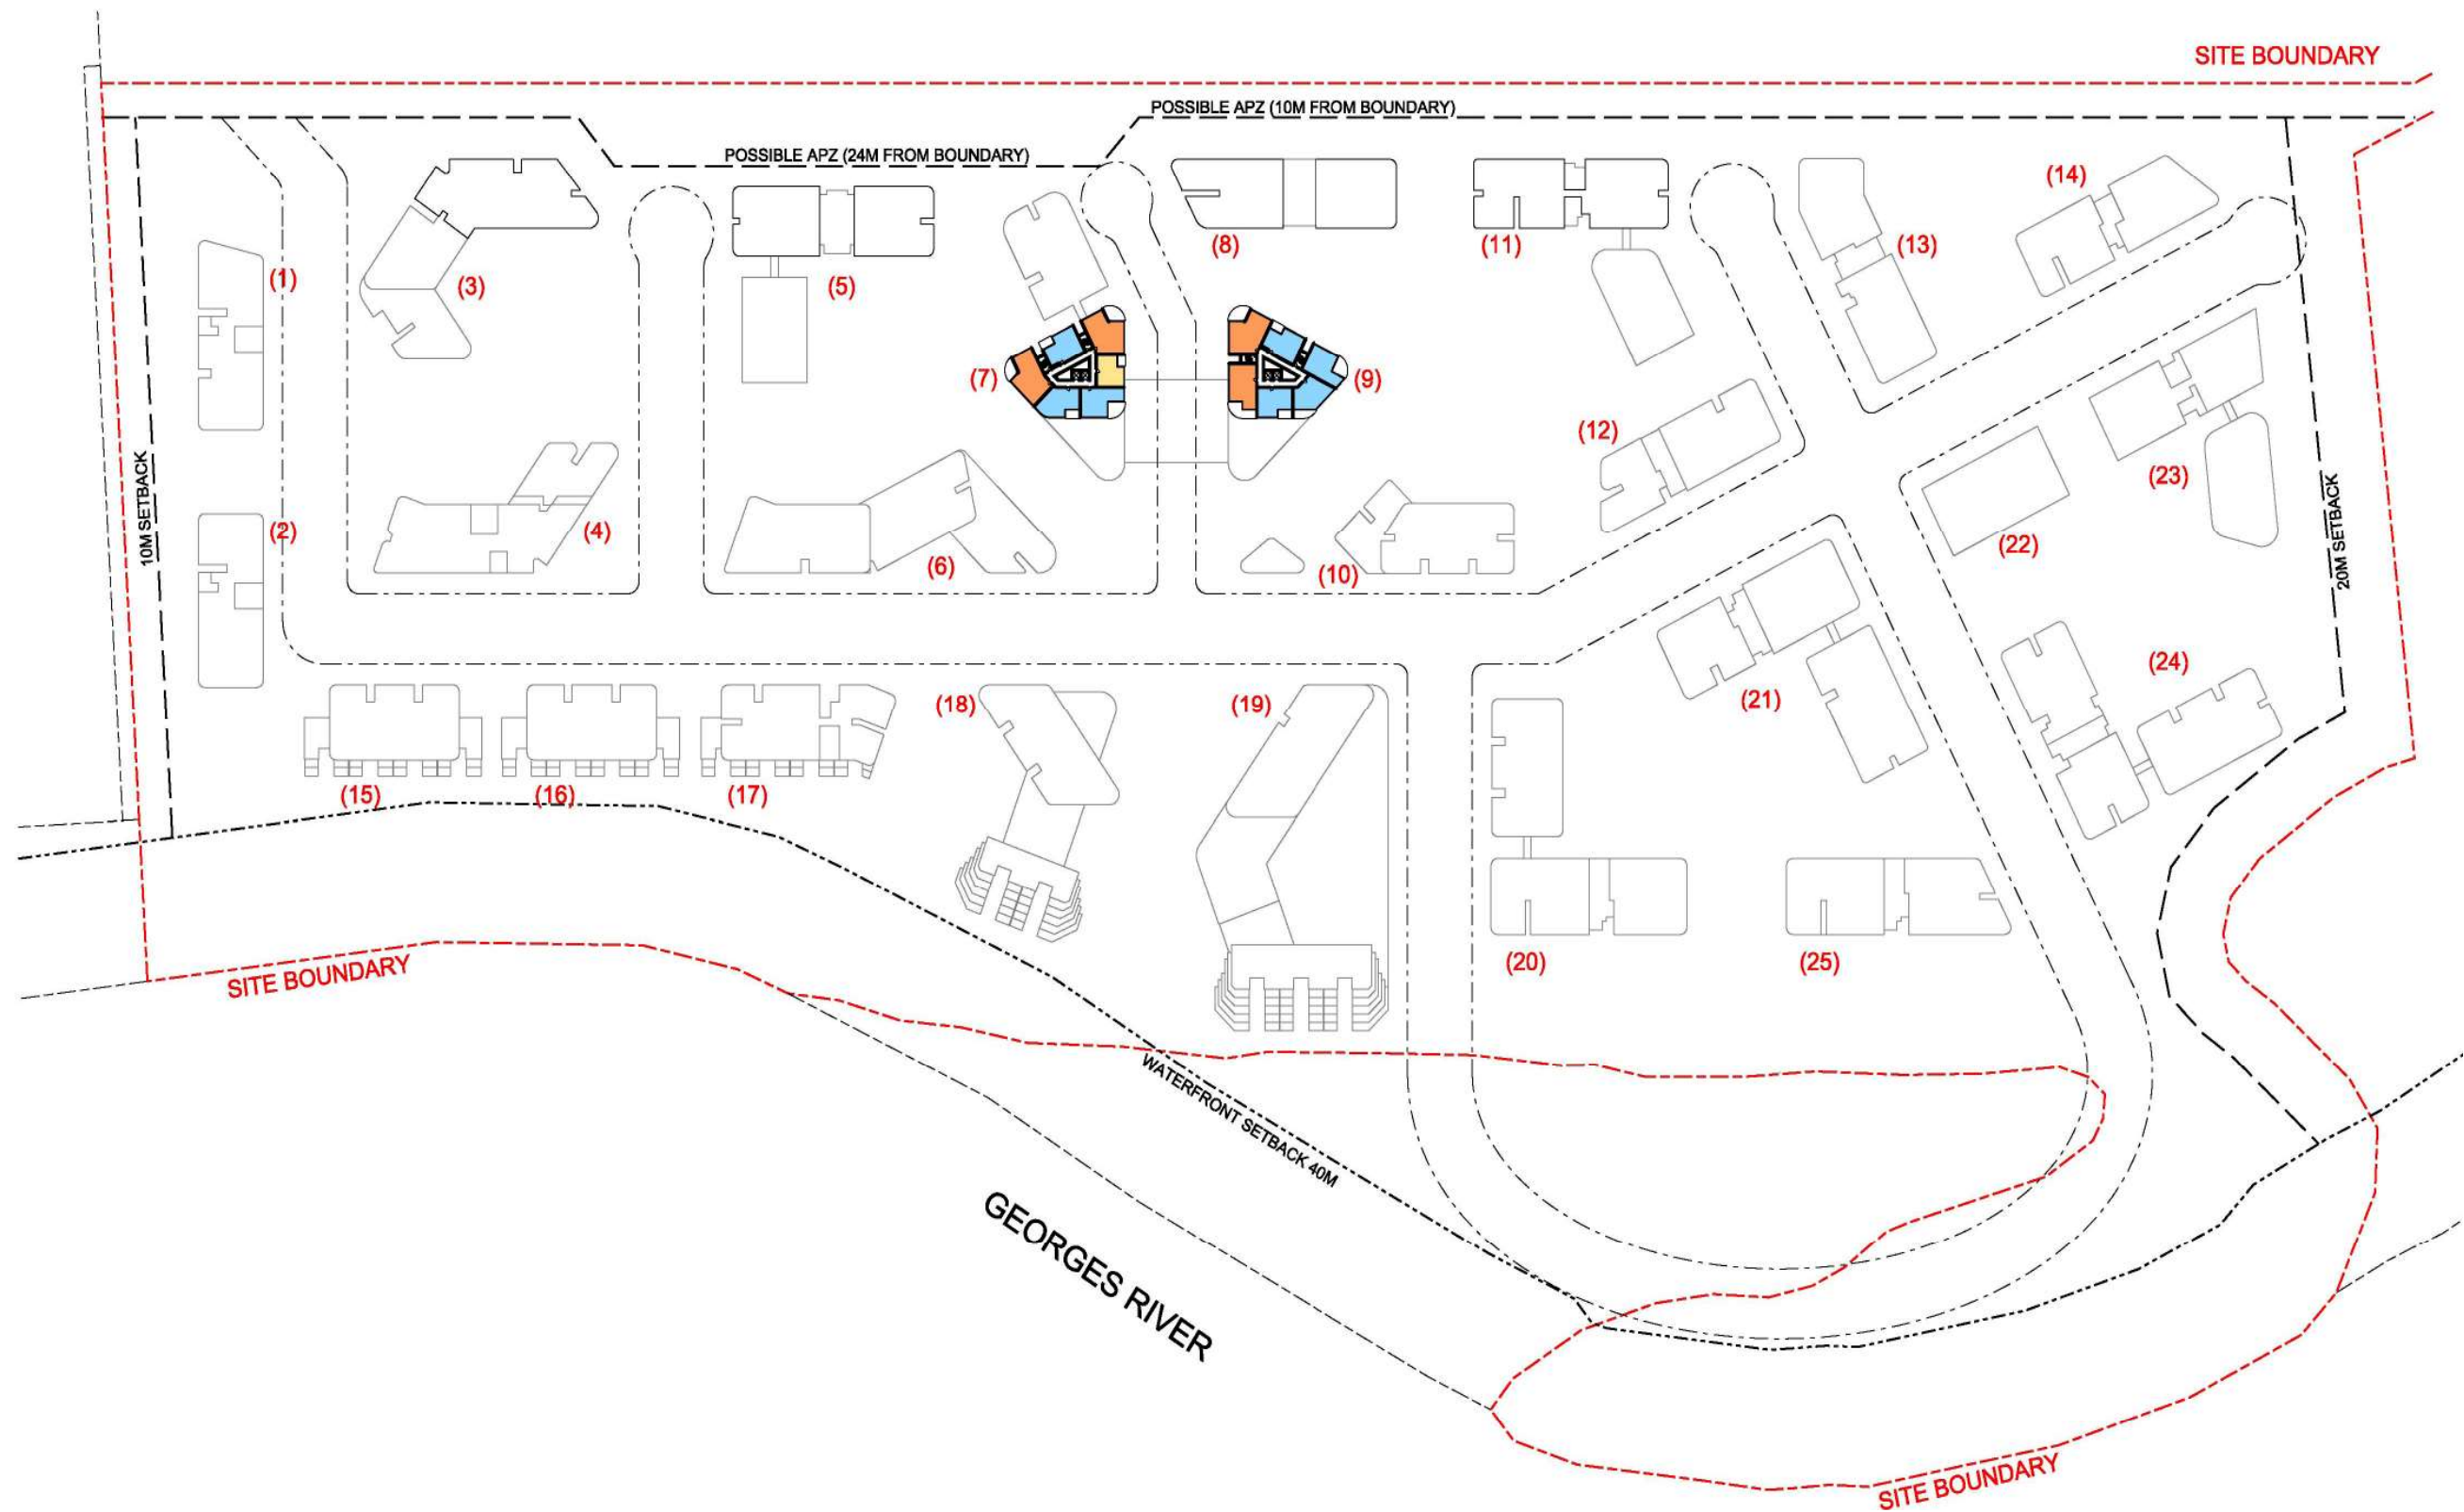 SITE BOUNDARY
POSSIBLE APZ (10M FROM BOUNDARY)
POSSIBLE APZ (24M FROM BOUNDARY)
(14)
(8)
(11)
(13)
(1)
(3)
(5)
(7)
(9)
(12)
10M SETBACK
(23)
20M SETBACK
(2)
(4)
(6)
(10)
(22)
(24)
(18)
(19)
(21)
(15)
(16)
(17)
SITE BOUNDARY
(20)
(25)
WATERFRONT SETBACK 40M
GEORGES RIVER
SITE BOUNDARY